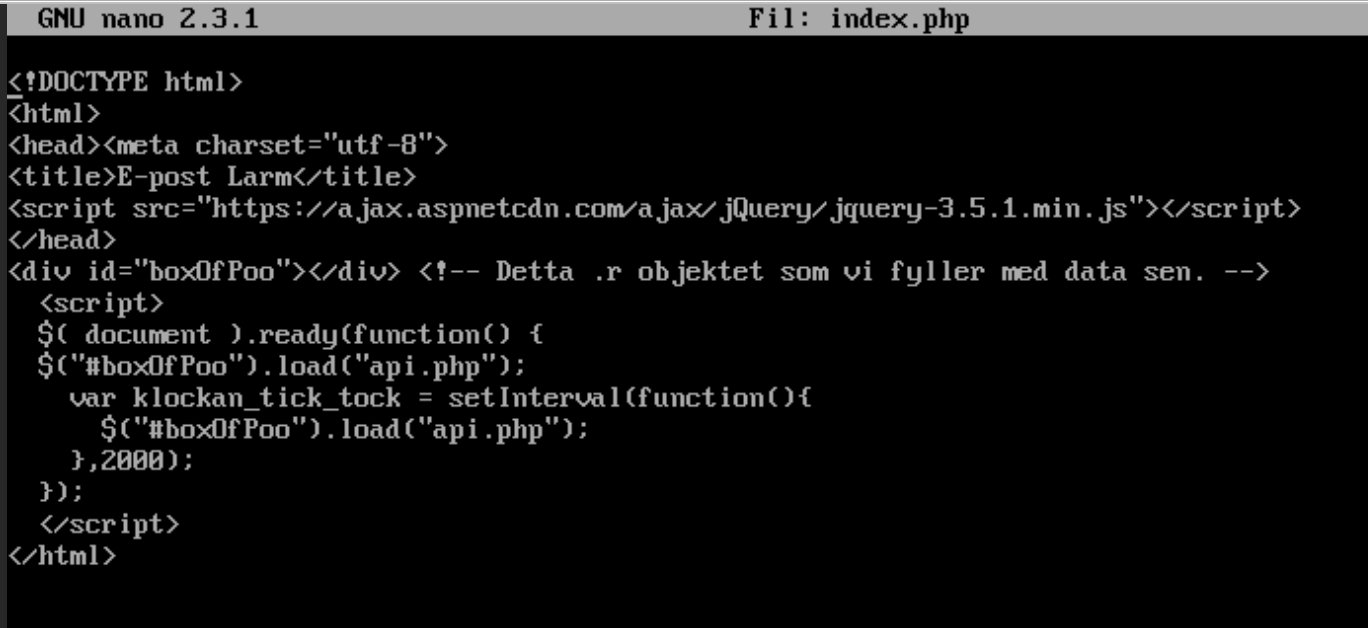 GNU nano 2.3.1 Fil: index.php
<!DOCTYPE html>
<html>
<head><meta charset="utf-8">
<title>E-post Larm</title>
<script src="https://ajax.aspnetcdn.com/ajax/jQuery/jquery-3.5.1.min.js"></script>
</head>
<div id="boxOfPoo"></div> <!-- Detta .r objektet som vi fyller med data sen. -->
  <script>
  $( document ).ready(function() {
  $("#boxOfPoo").load("api.php");
    var klockan_tick_tock = setInterval(function(){
      $("#boxOfPoo").load("api.php");
    },2000);
  });
  </script>
</html>